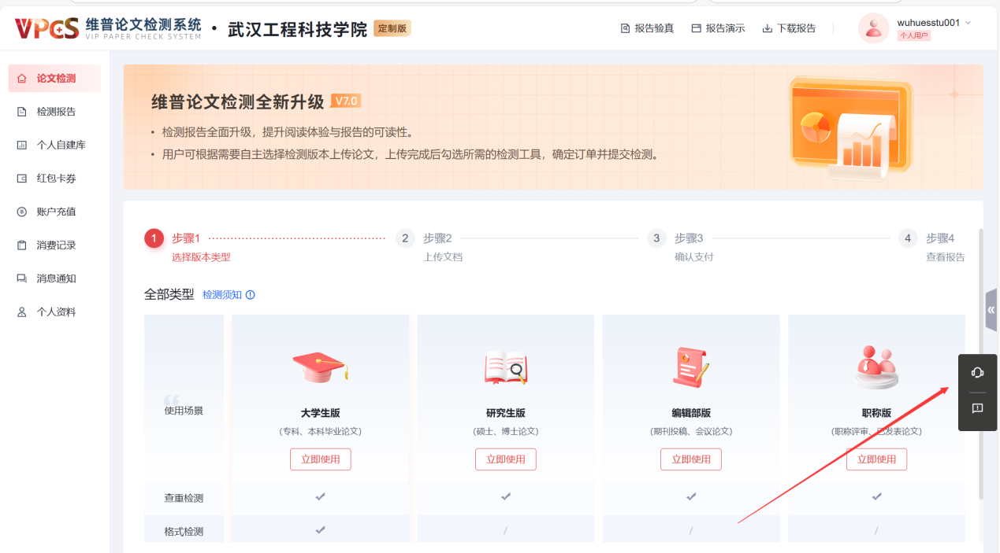 VPCS 维普论文检测系统 · 武汉工程科技学院 定制版
VIP PAPER CHECK SYSTEM
报告验真 报告演示 下载报告
wuhuesstu001
个人用户
论文检测
检测报告
个人自建库
红包卡券
账户充值
消费记录
消息通知
个人资料
维普论文检测全新升级 V7.0
• 检测报告全面升级，提升阅读体验与报告的可读性。
• 用户可根据需要自主选择检测版本上传论文，上传完成后勾选所需的检测工具，确定订单并提交检测。
1 步骤1 2 步骤2 3 步骤3 4 步骤4
选择版本类型 上传文档 确认支付 查看报告
全部类型 检测须知
使用场景
大学生版 研究生版 编辑部版 职称版
(专科、本科毕业论文) (硕士、博士论文) (期刊投稿、会议论文) (职称评审、已发表论文)
立即使用 立即使用 立即使用 立即使用
查重检测
格式检测 / / /